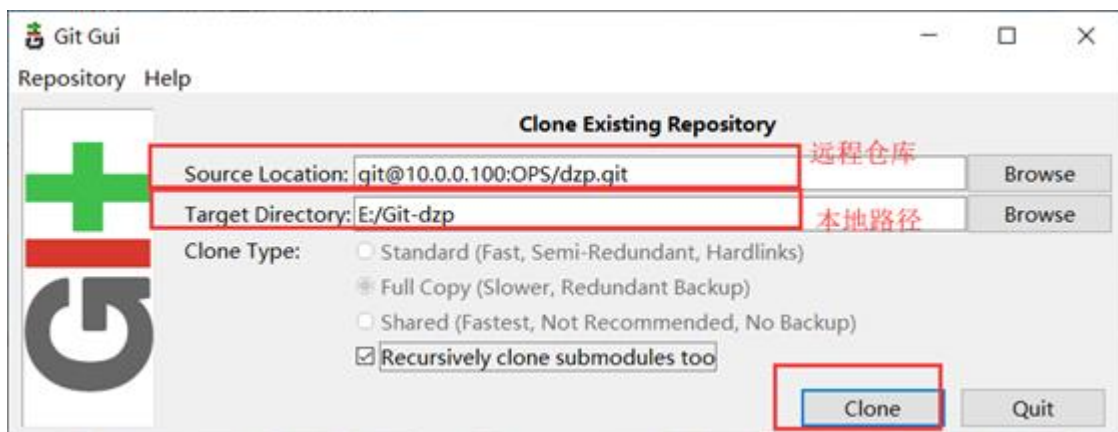 Git Gui
Repository Help
Clone Existing Repository
远程仓库
Source Location: git@10.0.0.100:OPS/dzp.git Browse
Target Directory: E:/Git-dzp 本地路径 Browse
Clone Type: Standard (Fast, Semi-Redundant, Hardlinks)
Full Copy (Slower, Redundant Backup)
Shared (Fastest, Not Recommended, No Backup)
Recursively clone submodules too
Clone Quit
GIt